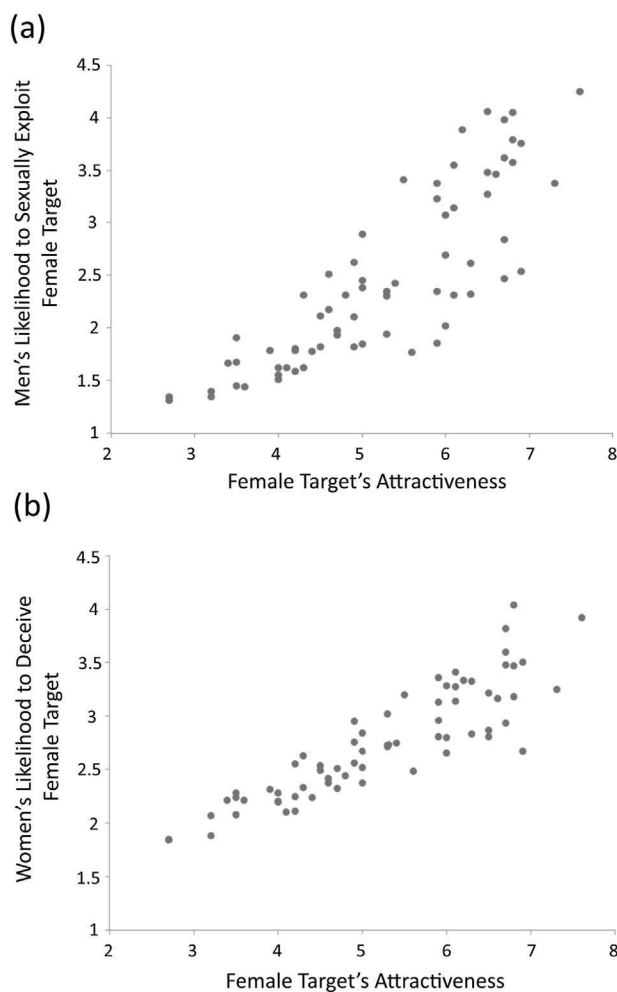 (a)
Men's Likelihood to Sexually Exploit
Female Target
4.5
4
3.5
3
2.5
2
1.5
1
2 3 4 5 6 7 8
Female Target's Attractiveness
(b)
Women's Likelihood to Deceive
Female Target
4.5
4
3.5
3
2.5
2
1.5
1
2 3 4 5 6 7 8
Female Target's Attractiveness